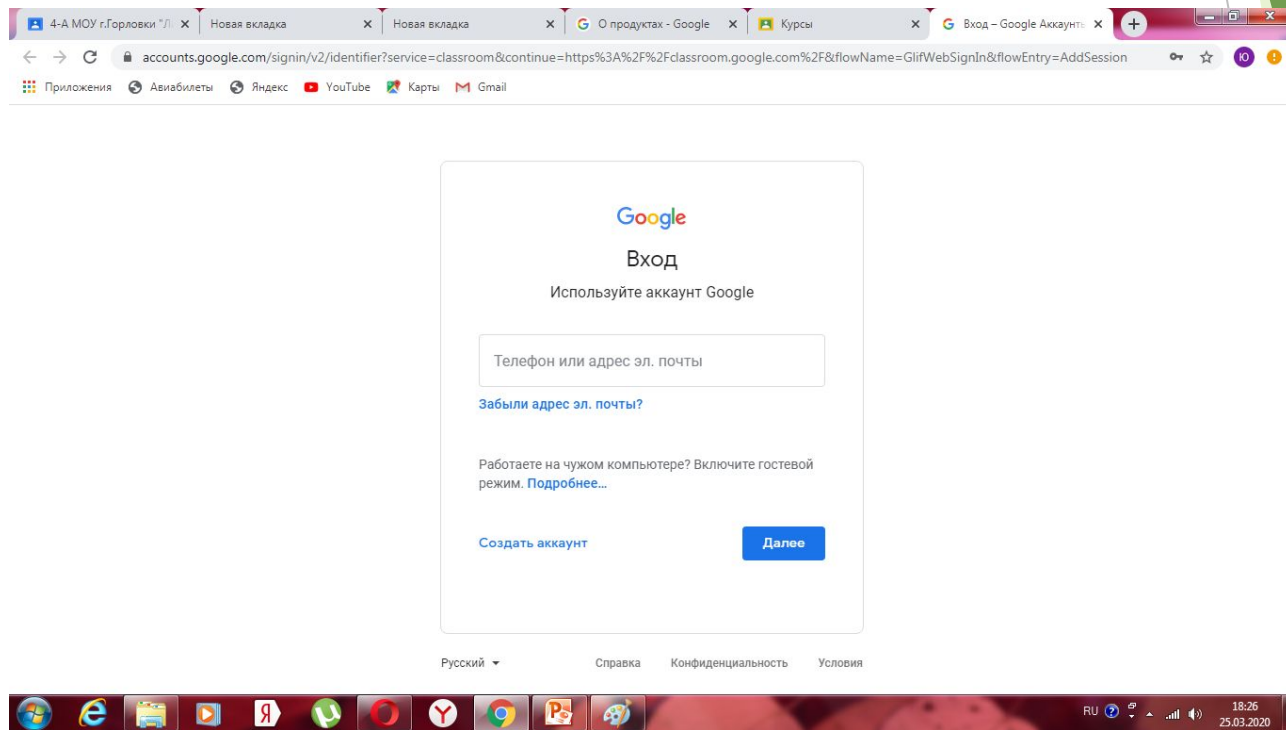 4-А МОУ г.Горловки "Л
Новая вкладка
Новая вкладка
О продуктах - Google
Курсы
Вход – Google Аккаунты
accounts.google.com/signin/v2/identifier?service=classroom&continue=https%3A%2F%2Fclassroom.google.com%2F&flowName=GlifWebSignIn&flowEntry=AddSession
Ю
Приложения Авиабилеты Яндекс YouTube Карты Gmail
Google
Вход
Используйте аккаунт Google
Телефон или адрес эл. почты
Забыли адрес эл. почты?
Работаете на чужом компьютере? Включите гостевой
режим. Подробнее...
Создать аккаунт Далее
Русский Справка Конфиденциальность Условия
RU 18:26
25.03.2020